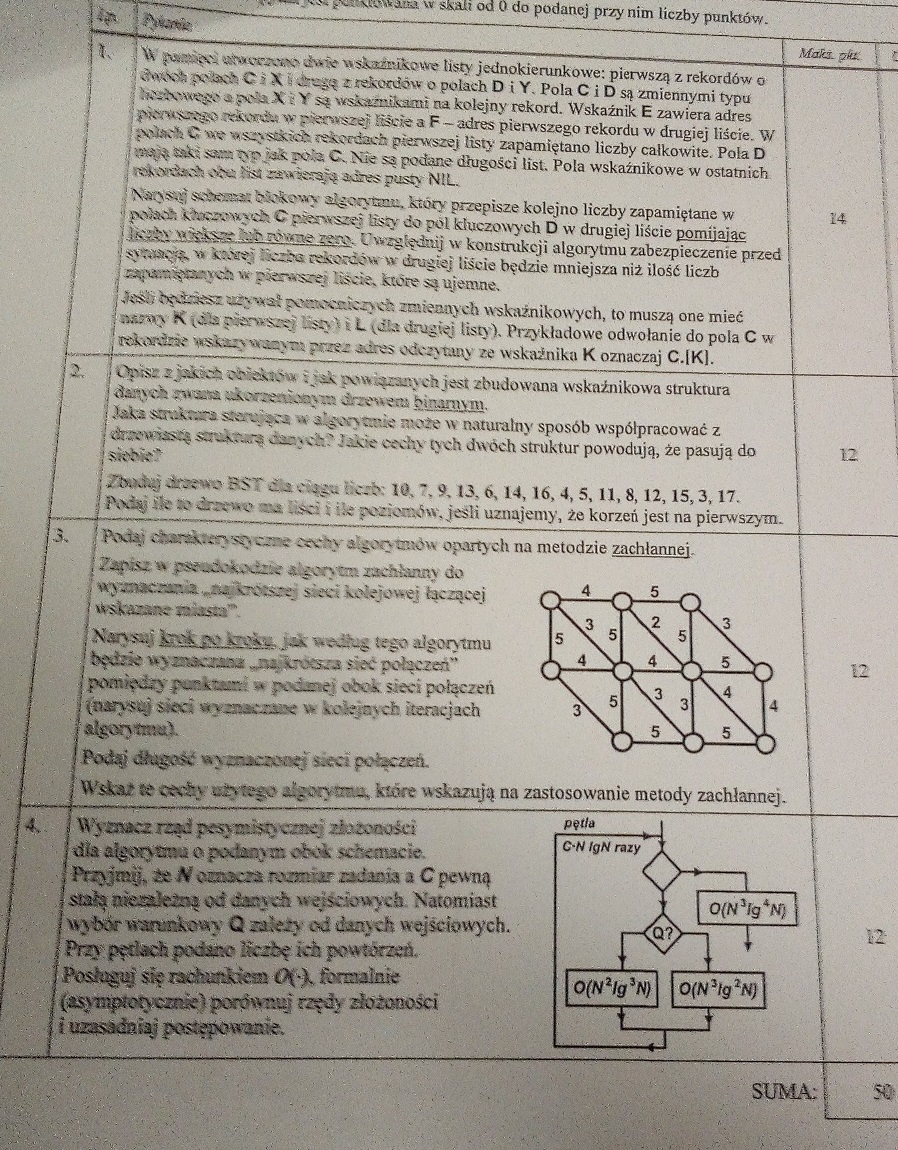 w skali od 0 do podanej przy nim liczby punktów.
Lp. Pytanie Maks. pkt.
1. W pamięci utworzono dwie wskaźnikowe listy jednokierunkowe: pierwszą z rekordów o
dwóch polach C i X i drugą z rekordów o polach D i Y. Pola C i D są zmiennymi typu
liczbowego a pola X i Y są wskaźnikami na kolejny rekord. Wskaźnik E zawiera adres
pierwszego rekordu w pierwszej liście a F – adres pierwszego rekordu w drugiej liście. W
polach C we wszystkich rekordach pierwszej listy zapamiętano liczby całkowite. Pola D
mają taki sam typ jak pola C. Nie są podane długości list. Pola wskaźnikowe w ostatnich
rekordach obu list zawierają adres pusty NIL.
Narysuj schemat blokowy algorytmu, który przepisze kolejno liczby zapamiętane w
polach kluczowych C pierwszej listy do pól kluczowych D w drugiej liście pomijając
liczby większe lub równe zero. Uwzględnij w konstrukcji algorytmu zabezpieczenie przed
sytuacją, w której liczba rekordów w drugiej liście będzie mniejsza niż ilość liczb
zapamiętanych w pierwszej liście, które są ujemne.
Jeśli będziesz używał pomocniczych zmiennych wskaźnikowych, to muszą one mieć
nazwy K (dla pierwszej listy) i L (dla drugiej listy). Przykładowe odwołanie do pola C w
rekordzie wskazywanym przez adres odczytany ze wskaźnika K oznaczaj C.[K].
14
2. Opisz z jakich obiektów i jak powiązanych jest zbudowana wskaźnikowa struktura
danych zwana ukorzenionym drzewem binarnym.
Jaka struktura sterująca w algorytmie może w naturalny sposób współpracować z
drzewiastą strukturą danych? Jakie cechy tych dwóch struktur powodują, że pasują do
siebie?
Zbuduj drzewo BST dla ciągu liczb: 10, 7, 9, 13, 6, 14, 16, 4, 5, 11, 8, 12, 15, 3, 17.
Podaj ile to drzewo ma liści i ile poziomów, jeśli uznajemy, że korzeń jest na pierwszym.
12
3. Podaj charakterystyczne cechy algorytmów opartych na metodzie zachłannej.
Zapisz w pseudokodzie algorytm zachłanny do
wyznaczania „najkrótszej sieci kolejowej łączącej
wskazane miasta”.
Narysuj krok po kroku, jak według tego algorytmu
będzie wyznaczana „najkrótsza sieć połączeń”
pomiędzy punktami w podanej obok sieci połączeń
(narysuj sieci wyznaczane w kolejnych iteracjach
algorytmu).
Podaj długość wyznaczonej sieci połączeń.
Wskaż te cechy użytego algorytmu, które wskazują na zastosowanie metody zachłannej.
4 5
5 3 5 2 5 3
4 4 5
3 5 3 3 4 4
5 5
12
4. Wyznacz rząd pesymistycznej złożoności
dla algorytmu o podanym obok schemacie.
Przyjmij, że N oznacza rozmiar zadania a C pewną
stałą niezależną od danych wejściowych. Natomiast
wybór warunkowy Q zależy od danych wejściowych.
Przy pętlach podano liczbę ich powtórzeń.
Posługuj się rachunkiem O(·), formalnie
(asymptotycznie) porównuj rzędy złożoności
i uzasadniaj postępowanie.
pętla
C·N lgN razy
O(N³lg⁴N)
Q?
O(N²lg³N) O(N³lg²N)
12
SUMA: 50